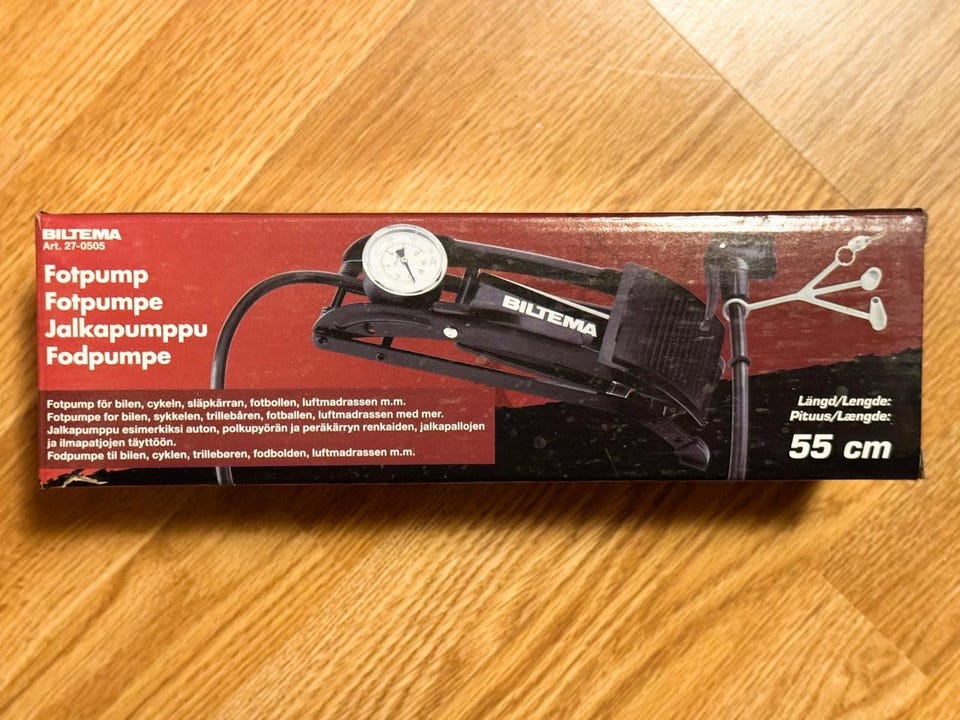 BILTEMA
Art. 27-0505
Fotpump
Fotpumpe
Jalkapumppu
Fodpumpe
BILTEMA
Fotpump för bilen, cykeln, släpkärran, fotbollen, luftmadrassen m.m.
Fotpumpe for bilen, sykkelen, trillebåren, fotballen, luftmadrassen med mer.
Jalkapumppu esimerkiksi auton, polkupyörän ja peräkärryn renkaiden, jalkapallojen
ja ilmapatjojen täyttöön.
Fodpumpe til bilen, cyklen, trillebøren, fodbolden, luftmadrassen m.m.
Längd/Lengde:
Pituus/Længde:
55 cm